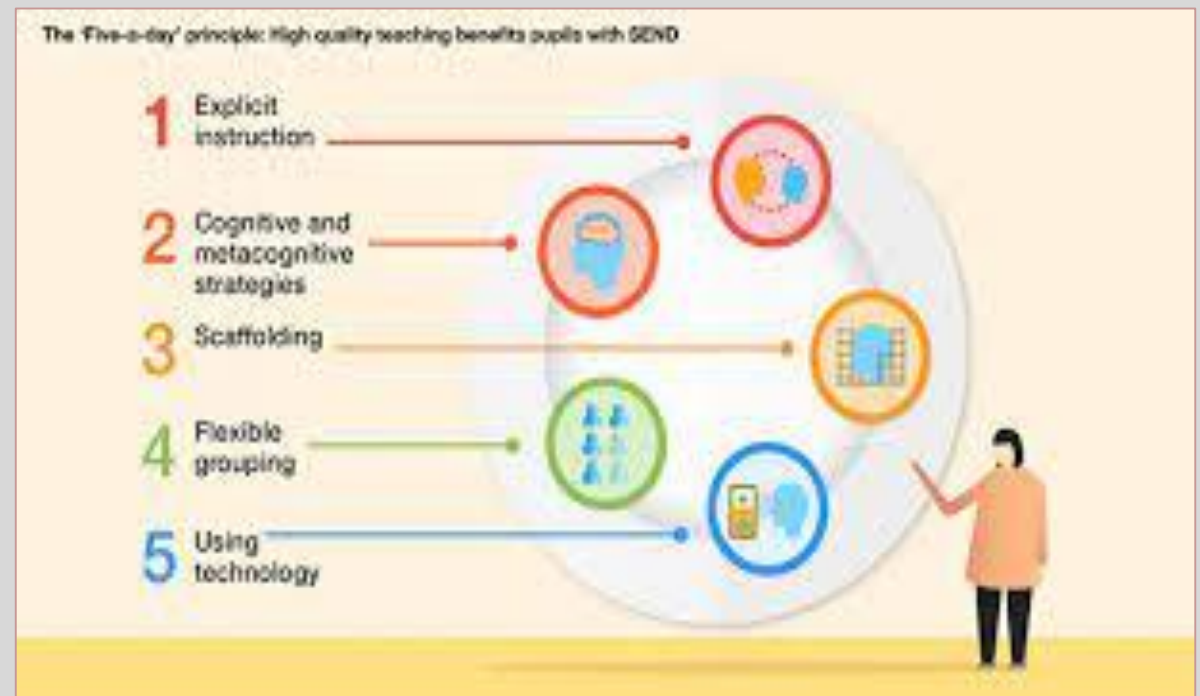 The 'Five-a-day' principle: High quality teaching benefits pupils with SEND
1 Explicit
instruction
2 Cognitive and
metacognitive
strategies
3 Scaffolding
4 Flexible
grouping
5 Using
technology